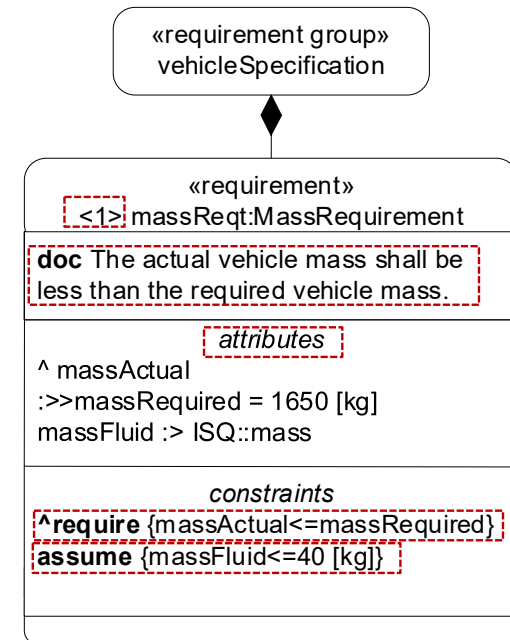 «requirement group»
vehicleSpecification
«requirement»
<1> massReqt:MassRequirement
doc The actual vehicle mass shall be
less than the required vehicle mass.
attributes
^ massActual
:>>massRequired = 1650 [kg]
massFluid :> ISQ::mass
constraints
^require {massActual<=massRequired}
assume {massFluid<=40 [kg]}